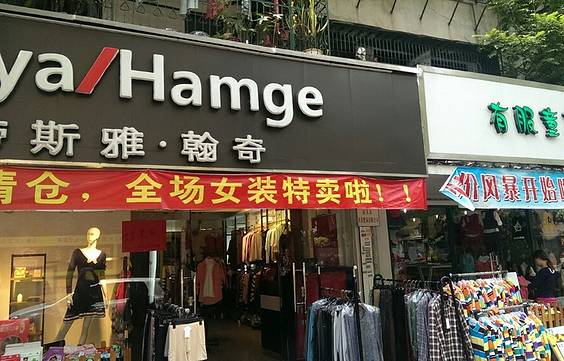 ya/Hamge
斯雅·翰奇
清仓，全场女装特卖啦！！
有服童
风暴开始